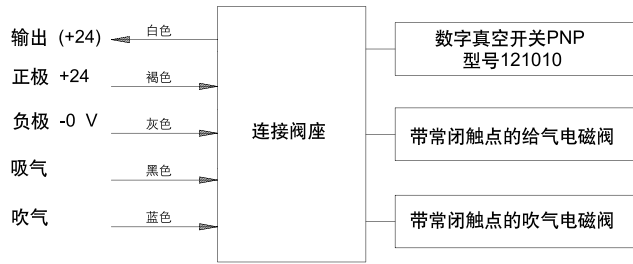 输出 (+24) 白色
正极 +24 褐色
负极 -0 V 灰色
吸气 黑色
吹气 蓝色
连接阀座
数字真空开关PNP
型号121010
带常闭触点的给气电磁阀
带常闭触点的吹气电磁阀